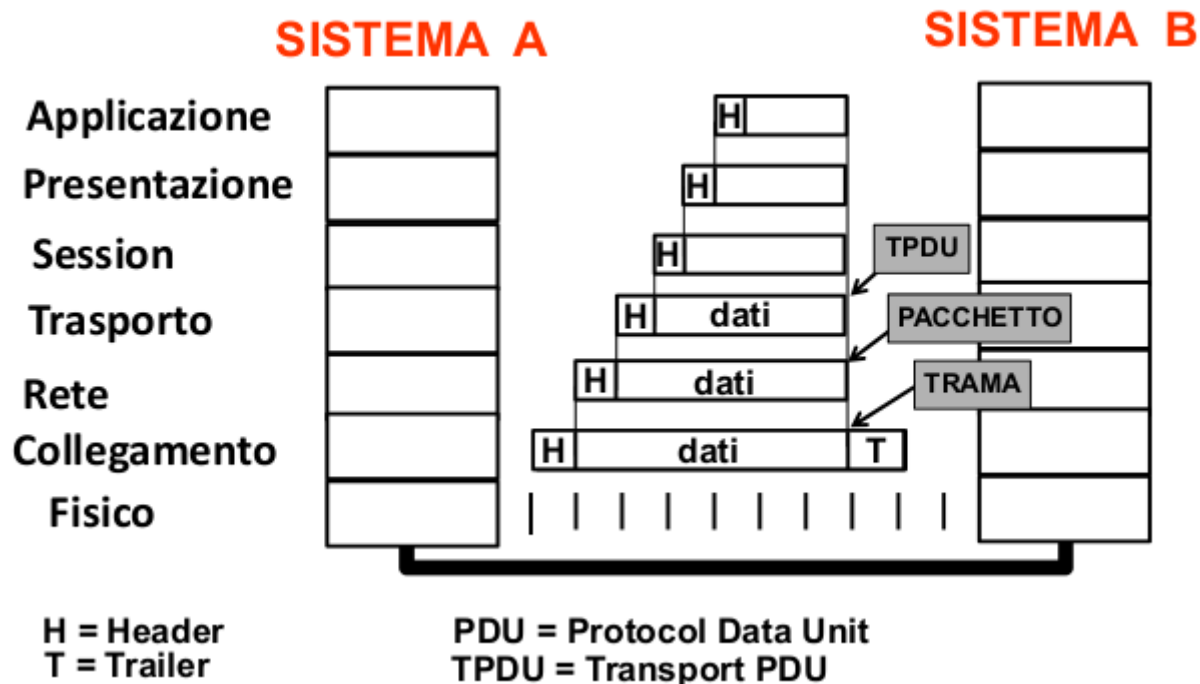 SISTEMA A
SISTEMA B
Applicazione
H
Presentazione
H
Session
H
TPDU
Trasporto
H dati
PACCHETTO
Rete
H dati
TRAMA
Collegamento
H dati T
Fisico
H = Header
PDU = Protocol Data Unit
T = Trailer
TPDU = Transport PDU